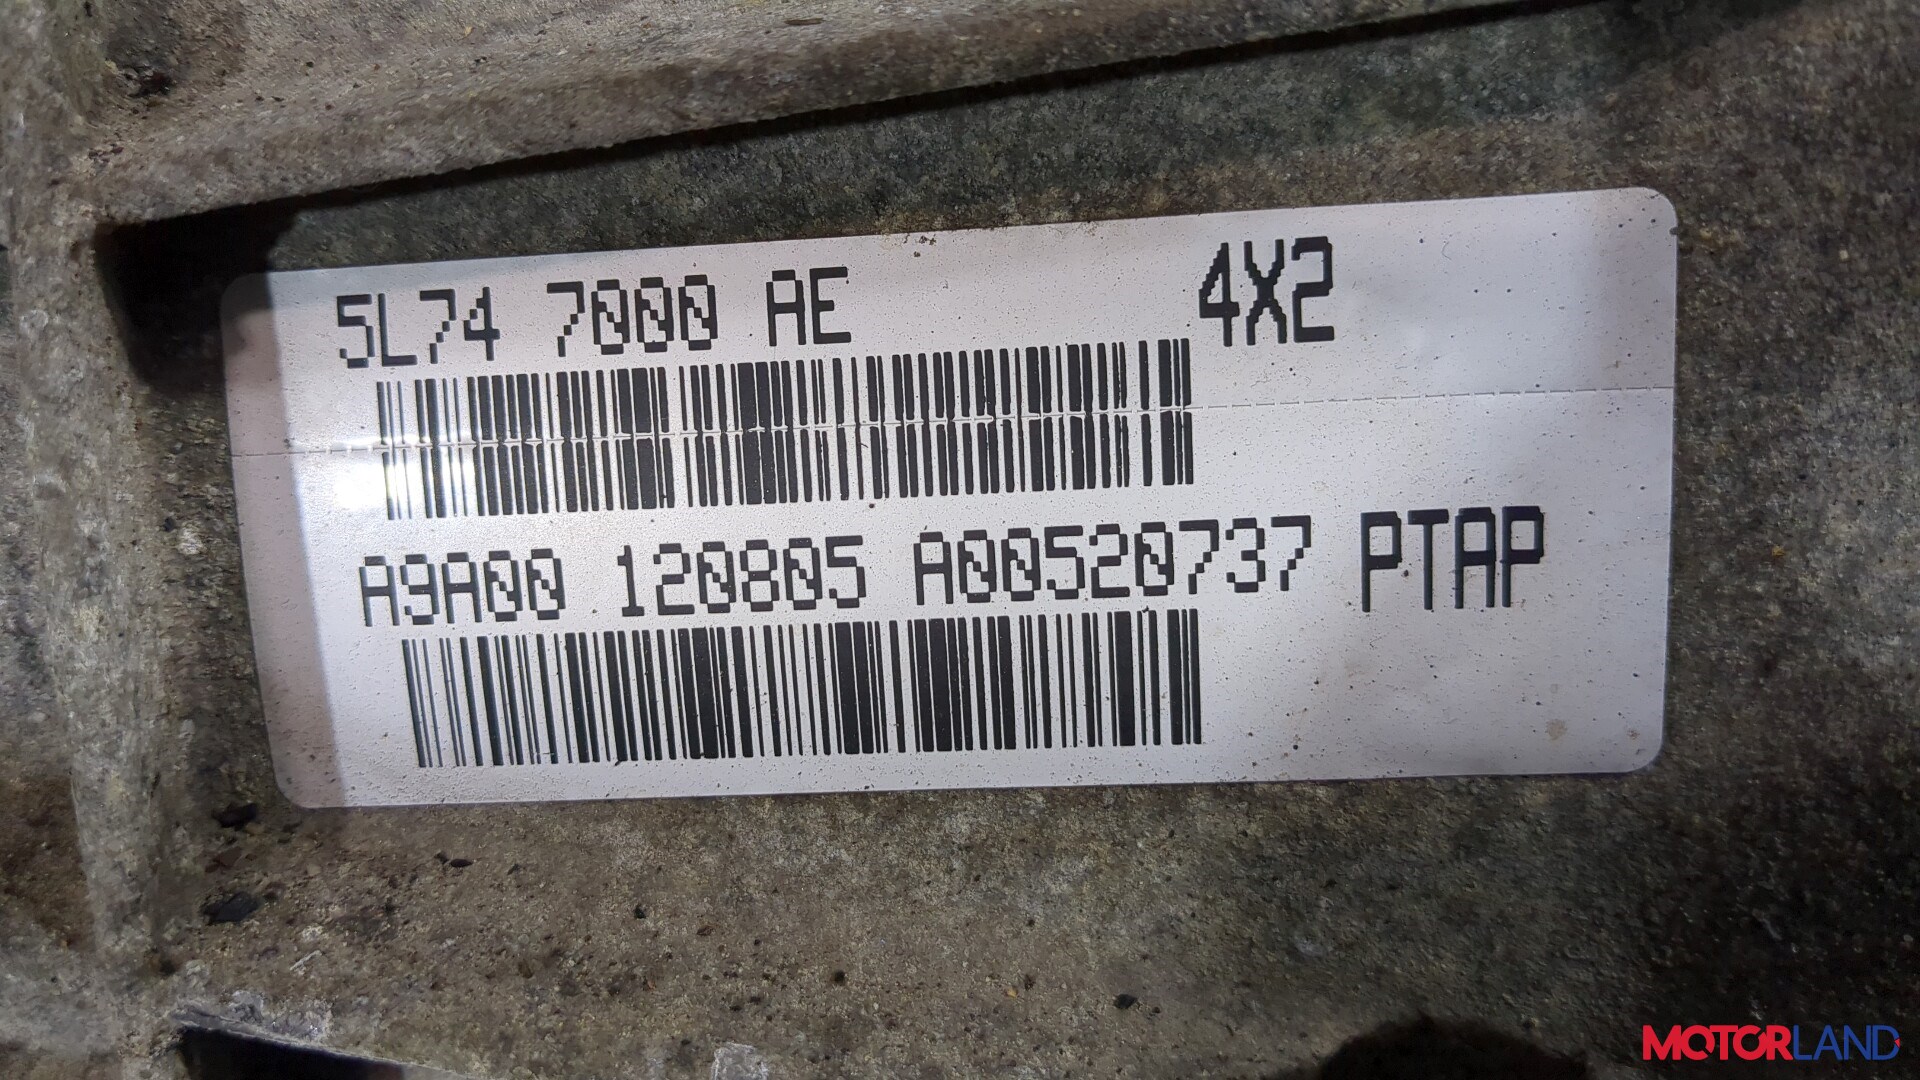 5L74 7000 AE 4X2
A9A00 120805 A00520737 PTAP
MOTORLAND